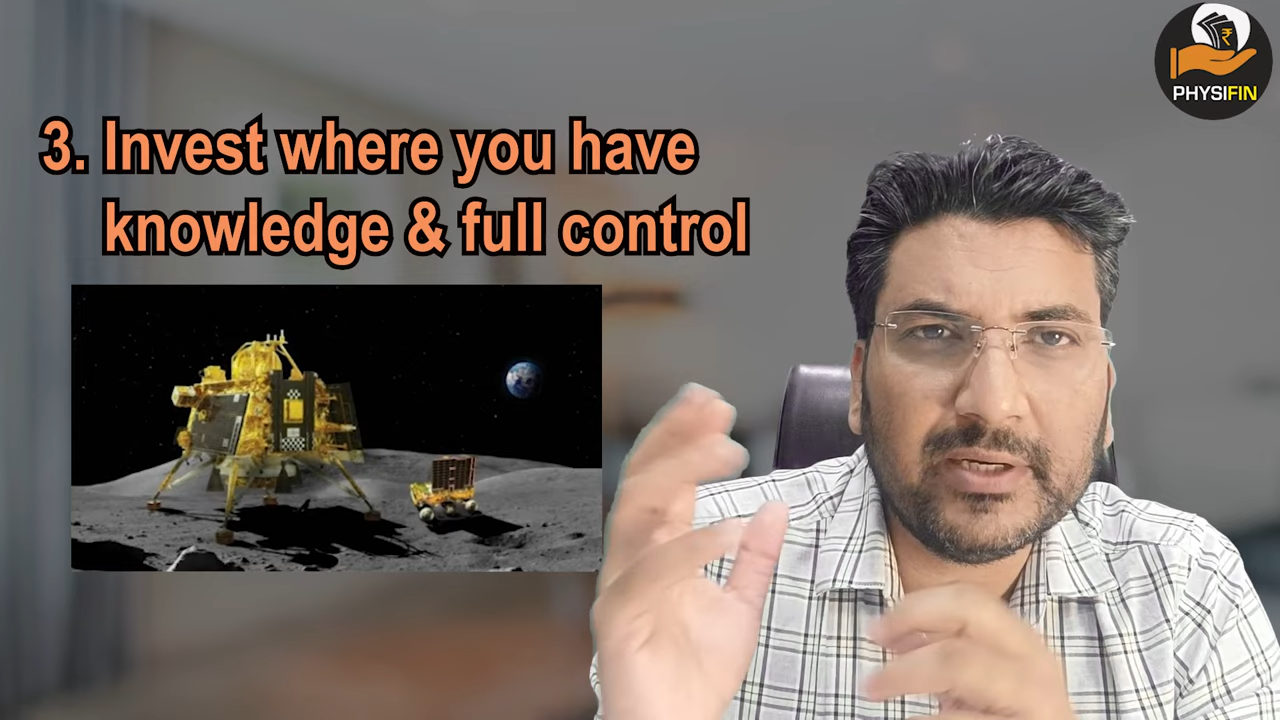 3. Invest where you have
knowledge & full control
₹
PHYSIFIN